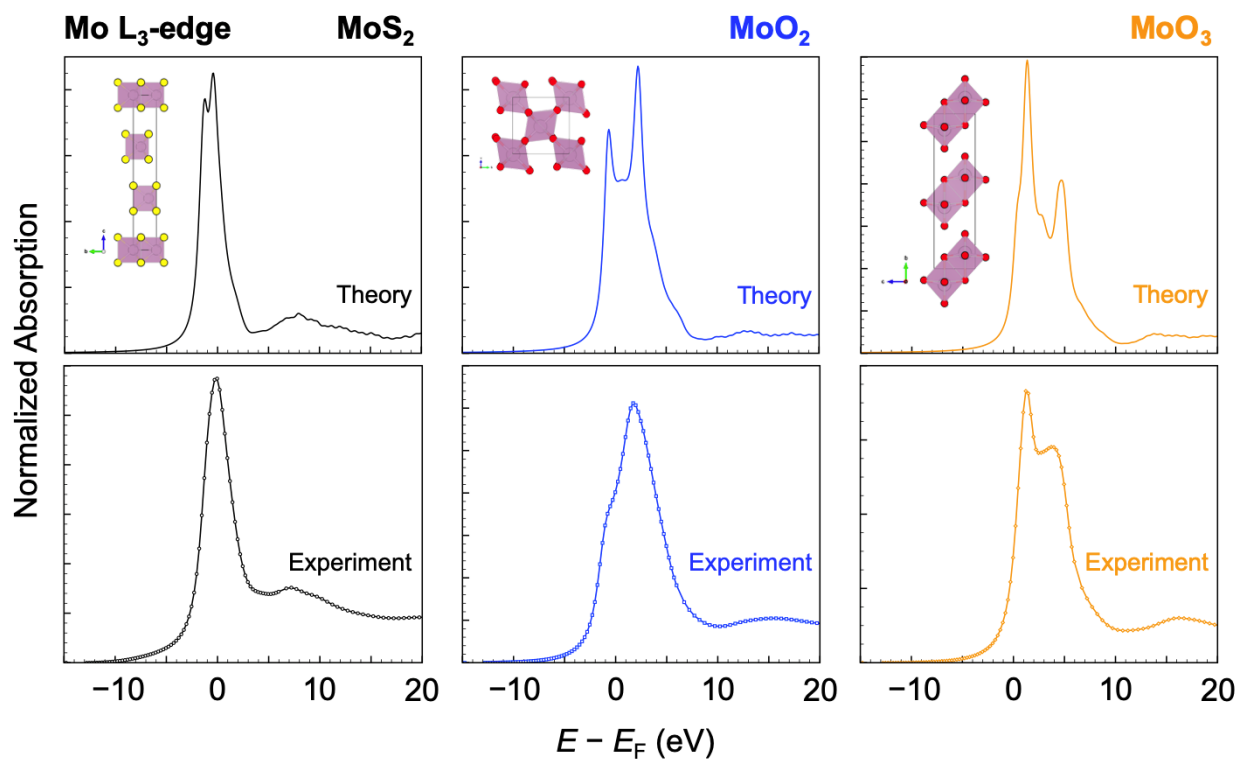 Mo L₃-edge
MoS₂
MoO₂
MoO₃
Normalized Absorption
Theory
Theory
Theory
Experiment
Experiment
Experiment
−10 0 10 20
−10 0 10 20
−10 0 10 20
E − E_F (eV)